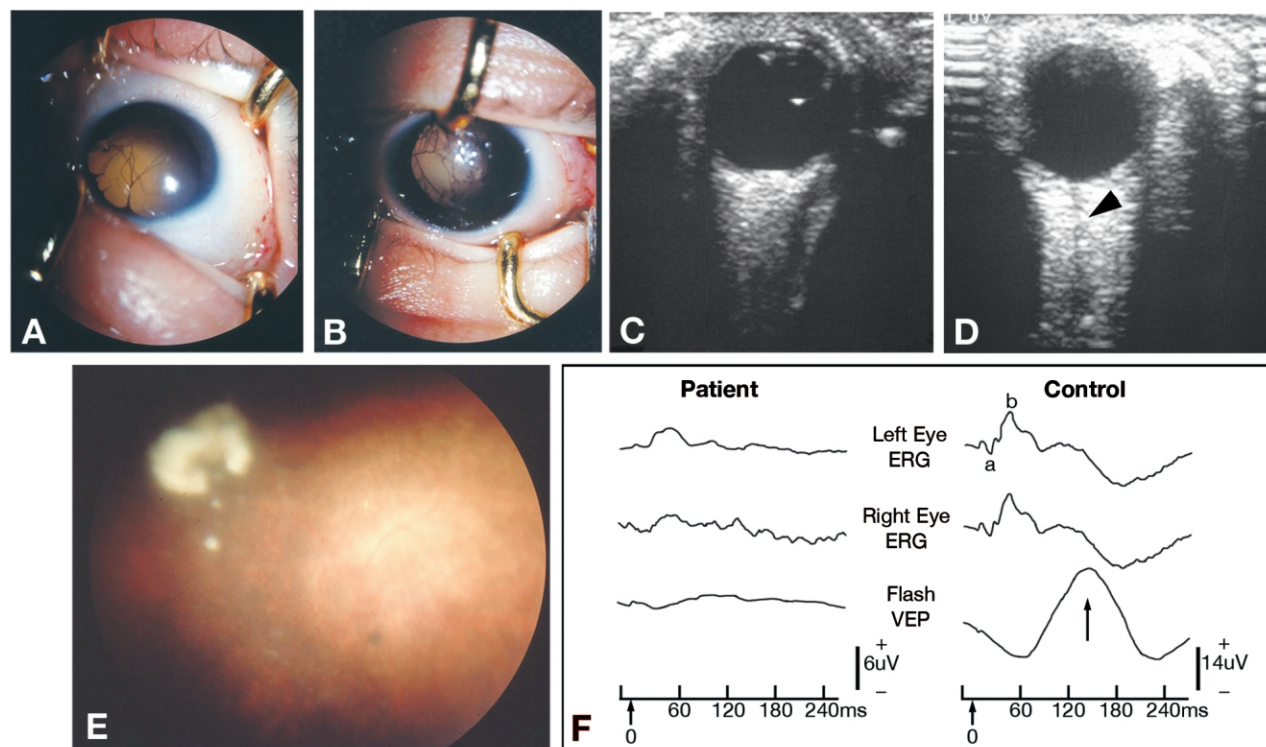 A
B
C
D
E
Patient
Control
Left Eye
ERG
b
a
Right Eye
ERG
Flash
VEP
+
6uV
–
+
14uV
–
60
120
180
240ms
0
60
120
180
240ms
0
F